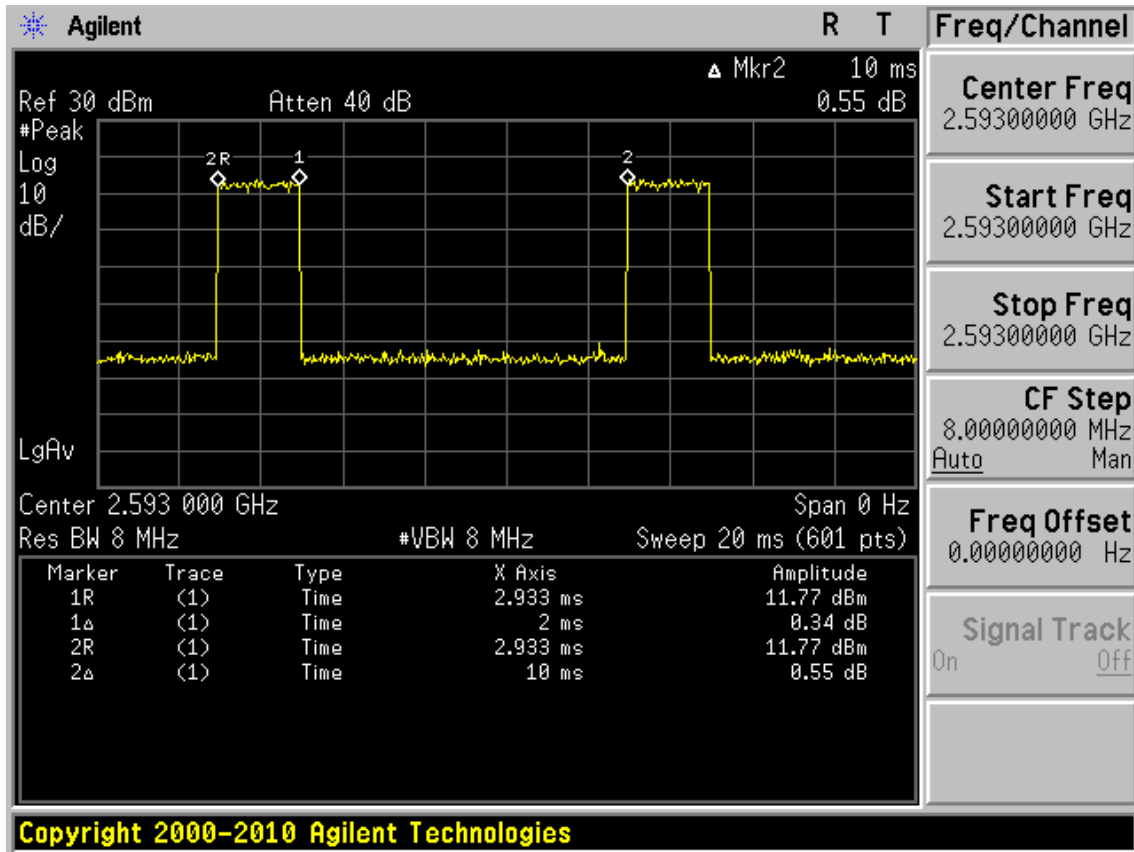 Agilent R T
Δ Mkr2 10 ms
Ref 30 dBm Atten 40 dB 0.55 dB
#Peak
Log
10
dB/
2R 1 2
LgAv
Center 2.593 000 GHz Span 0 Hz
Res BW 8 MHz #VBW 8 MHz Sweep 20 ms (601 pts)
Marker Trace Type X Axis Amplitude
1R (1) Time 2.933 ms 11.77 dBm
1Δ (1) Time 2 ms 0.34 dB
2R (1) Time 2.933 ms 11.77 dBm
2Δ (1) Time 10 ms 0.55 dB
Freq/Channel
Center Freq
2.59300000 GHz
Start Freq
2.59300000 GHz
Stop Freq
2.59300000 GHz
CF Step
8.00000000 MHz
Auto Man
Freq Offset
0.00000000 Hz
Signal Track
On Off
Copyright 2000-2010 Agilent Technologies